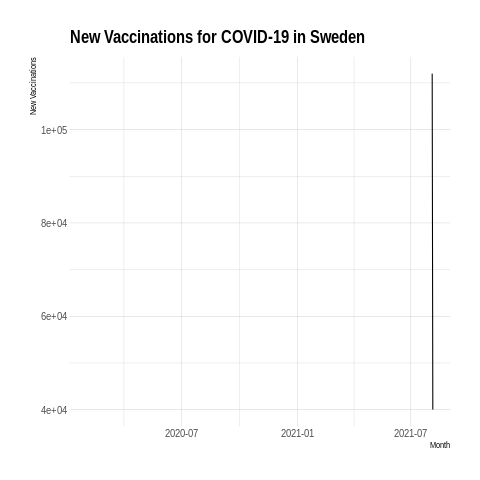 New Vaccinations for COVID-19 in Sweden
New Vaccinations
1e+05
8e+04
6e+04
4e+04
2020-07 2021-01 2021-07
Month